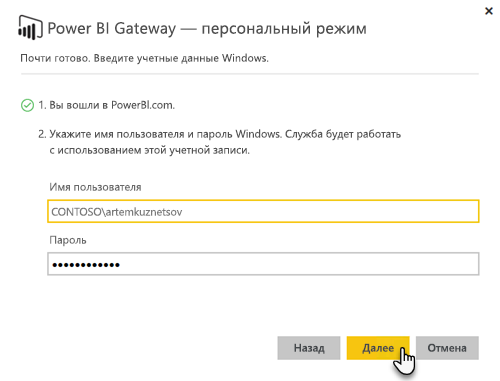 Power BI Gateway — персональный режим
Почти готово. Введите учетные данные Windows.
1. Вы вошли в PowerBI.com.
2. Укажите имя пользователя и пароль Windows. Служба будет работать
с использованием этой учетной записи.
Имя пользователя
CONTOSO\artemkuznetsov
Пароль
••••••••••••
Назад Далее Отмена